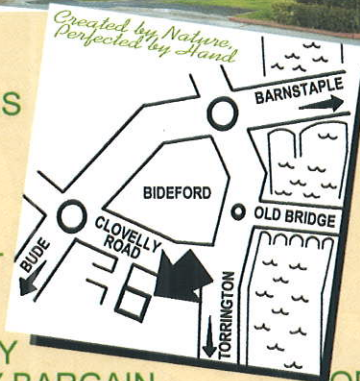 Created by Nature,
Perfected by Hand
BARNSTAPLE
S
BIDEFORD
OLD BRIDGE
CLOVELLY
ROAD
BUDE
TORRINGTON
Y
BARGAIN